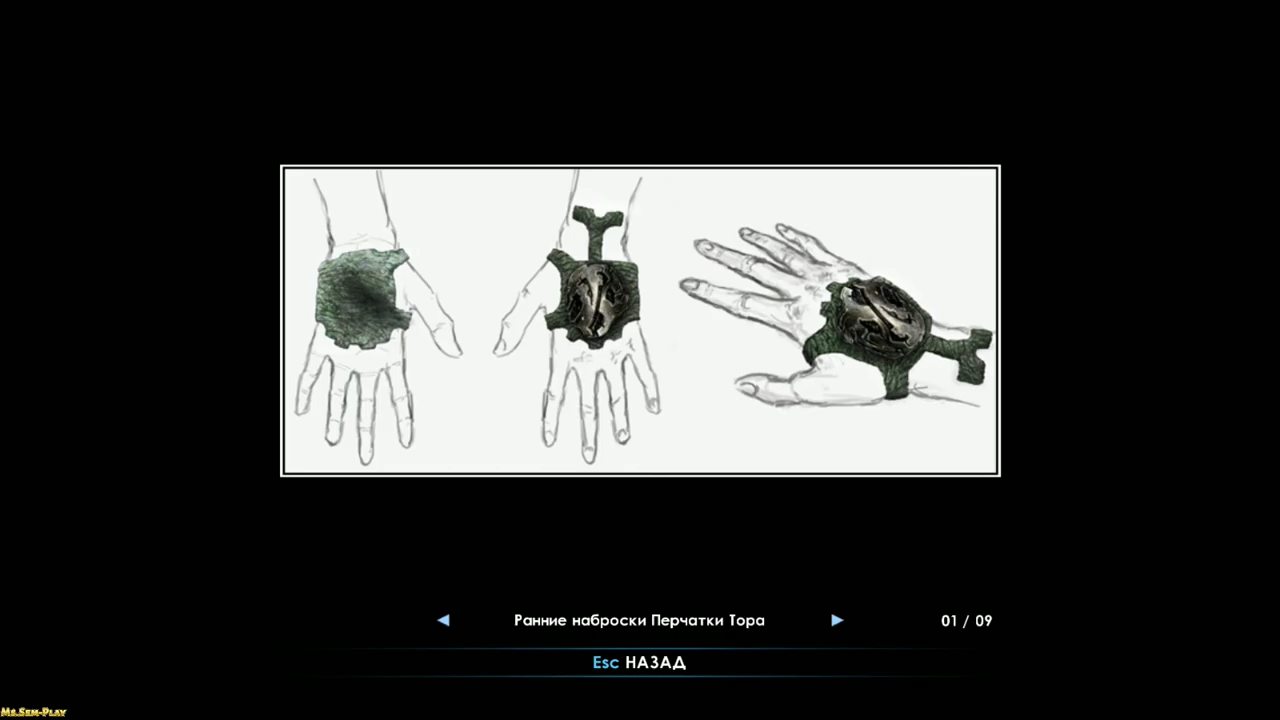 ◀ Ранние наброски Перчатки Тора ▶ 01 / 09
Esc НАЗАД
Ms.Sem-Play